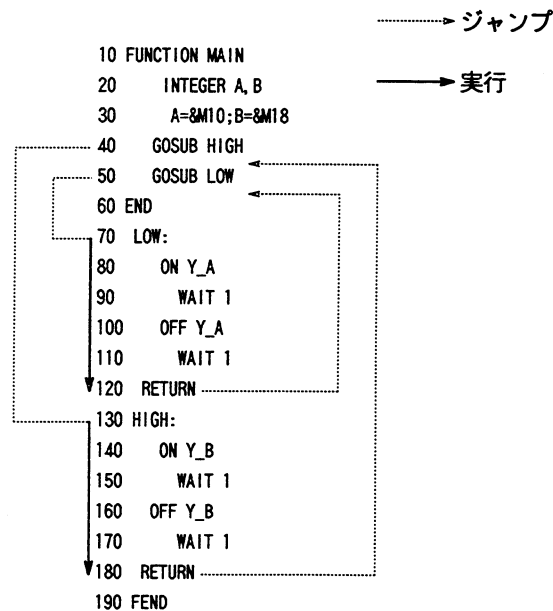 ジャンプ
実行
10 FUNCTION MAIN
20 INTEGER A,B
30 A=&M10;B=&M18
40 GOSUB HIGH
50 GOSUB LOW
60 END
70 LOW:
80 ON Y_A
90 WAIT 1
100 OFF Y_A
110 WAIT 1
120 RETURN
130 HIGH:
140 ON Y_B
150 WAIT 1
160 OFF Y_B
170 WAIT 1
180 RETURN
190 FEND